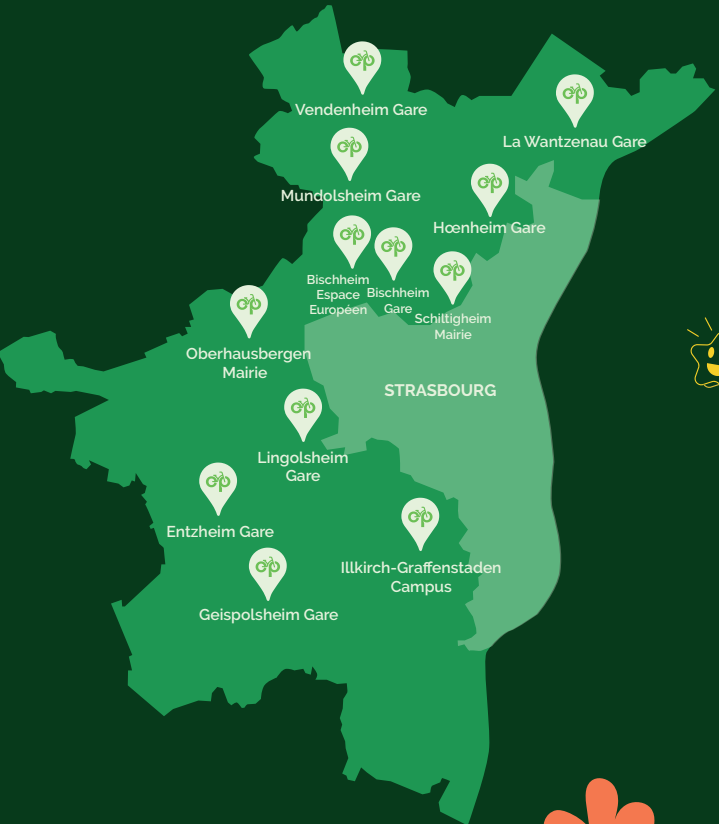 Vendenheim Gare
La Wantzenau Gare
Mundolsheim Gare
Hœnheim Gare
Bischheim
Espace
Européen
Bischheim
Gare
Schiltigheim
Mairie
Oberhausbergen
Mairie
STRASBOURG
Lingolsheim
Gare
Entzheim Gare
Illkirch-Graffenstaden
Campus
Geispolsheim Gare